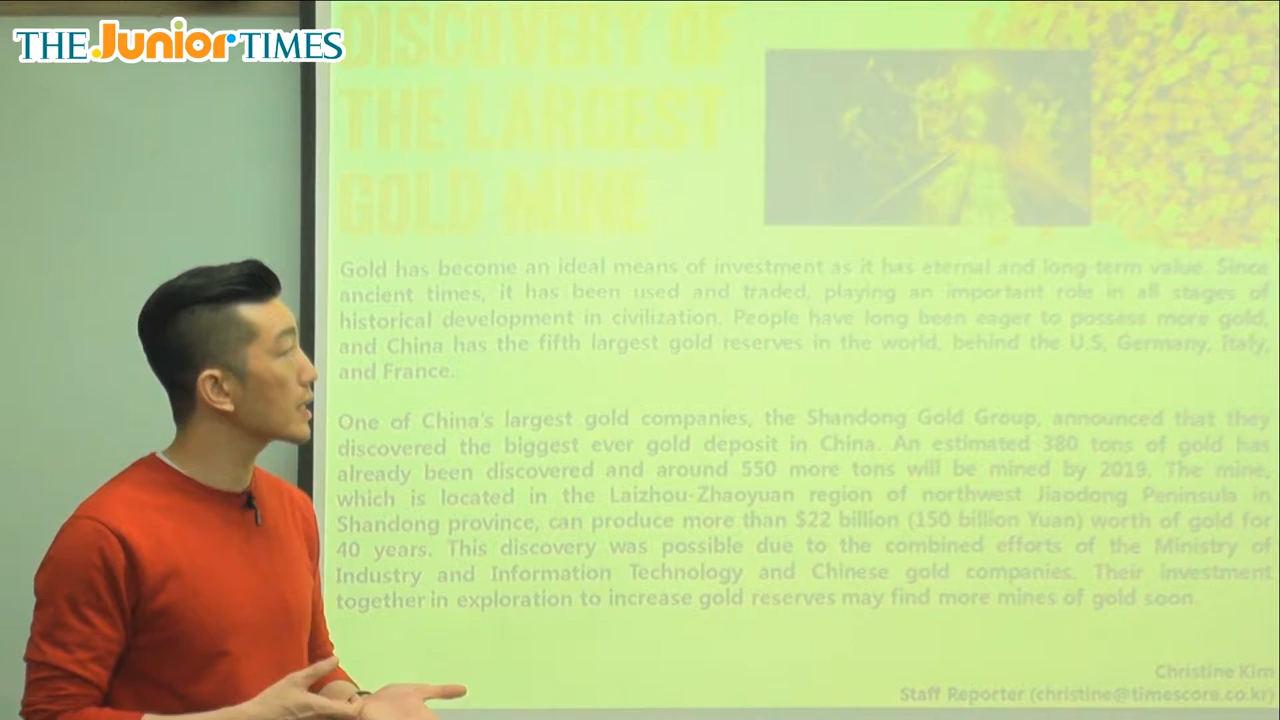 THE Junior TIMES
DISCOVERY OF
THE LARGEST
GOLD MINE
Gold has become an ideal means of investment as it has eternal and long term value. Since
ancient times, it has been used and traded, playing an important role in all stages of
historical development in civilization. People have long been eager to possess more gold,
and China has the fifth largest gold reserves in the world, behind the U.S, Germany, Italy,
and France.
One of China's largest gold companies, the Shandong Gold Group, announced that they
discovered the biggest ever gold deposit in China. An estimated 380 tons of gold has
already been discovered and around 550 more tons will be mined by 2019. The mine,
which is located in the Laizhou-Zhaoyuan region of northwest Jiaodong Peninsula in
Shandong province, can produce more than $22 billion (150 billion Yuan) worth of gold for
40 years. This discovery was possible due to the combined efforts of the Ministry of
Industry and Information Technology and Chinese gold companies. Their investment
together in exploration to increase gold reserves may find more mines of gold soon.
Christine Kim
Staff Reporter (christine@timescore.co.kr)